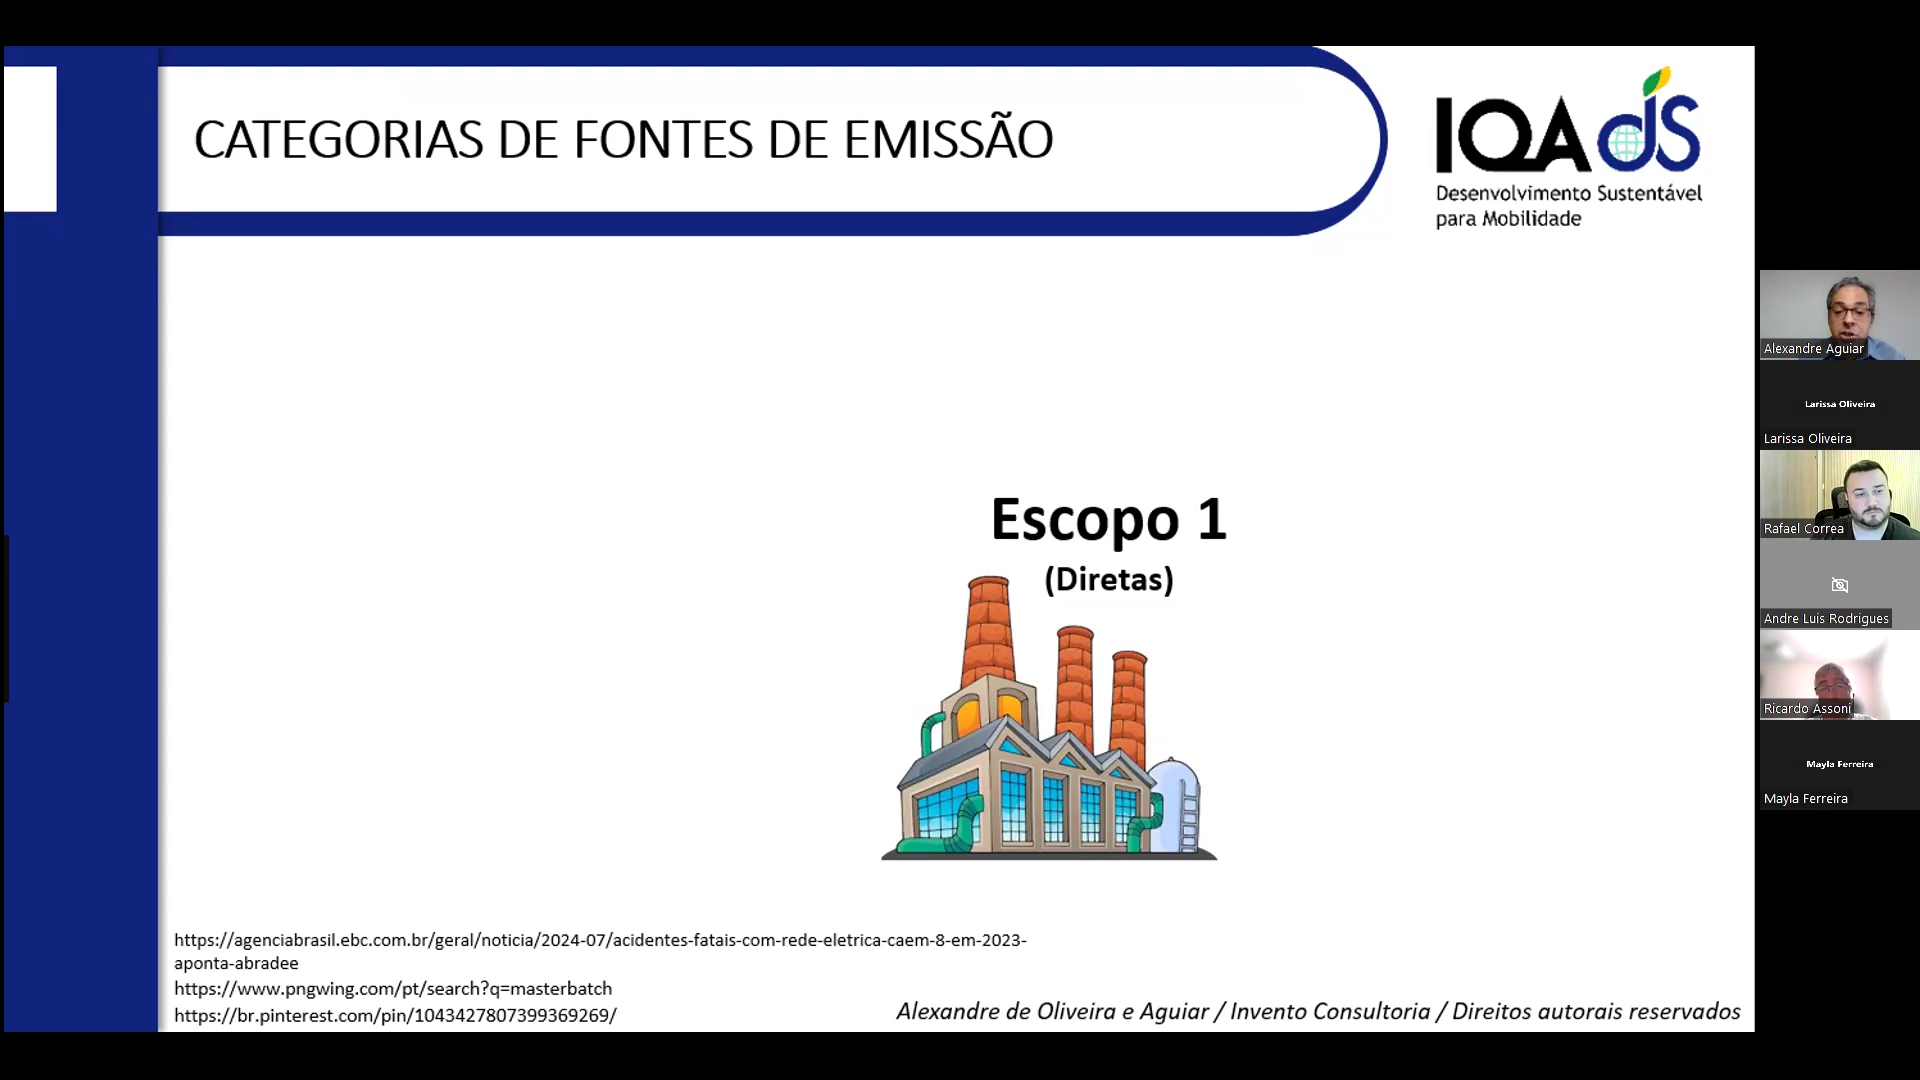 CATEGORIAS DE FONTES DE EMISSÃO
IQA dS
Desenvolvimento Sustentável
para Mobilidade
Escopo 1
(Diretas)
https://agenciabrasil.ebc.com.br/geral/noticia/2024-07/acidentes-fatais-com-rede-eletrica-caem-8-em-2023-
aponta-abradee
https://www.pngwing.com/pt/search?q=masterbatch
https://br.pinterest.com/pin/1043427807399369269/
Alexandre de Oliveira e Aguiar / Invento Consultoria / Direitos autorais reservados
Alexandre Aguiar
Larissa Oliveira
Larissa Oliveira
Rafael Correa
Andre Luis Rodrigues
Ricardo Assoni
Mayla Ferreira
Mayla Ferreira